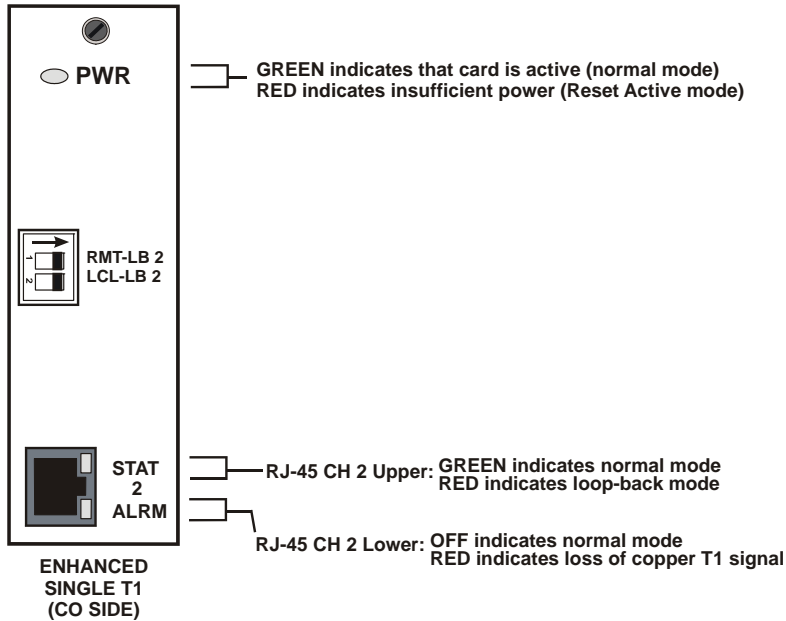 PWR
GREEN indicates that card is active (normal mode)
RED indicates insufficient power (Reset Active mode)
1
2
RMT-LB 2
LCL-LB 2
STAT
2
ALRM
RJ-45 CH 2 Upper: GREEN indicates normal mode
RED indicates loop-back mode
RJ-45 CH 2 Lower: OFF indicates normal mode
RED indicates loss of copper T1 signal
ENHANCED
SINGLE T1
(CO SIDE)